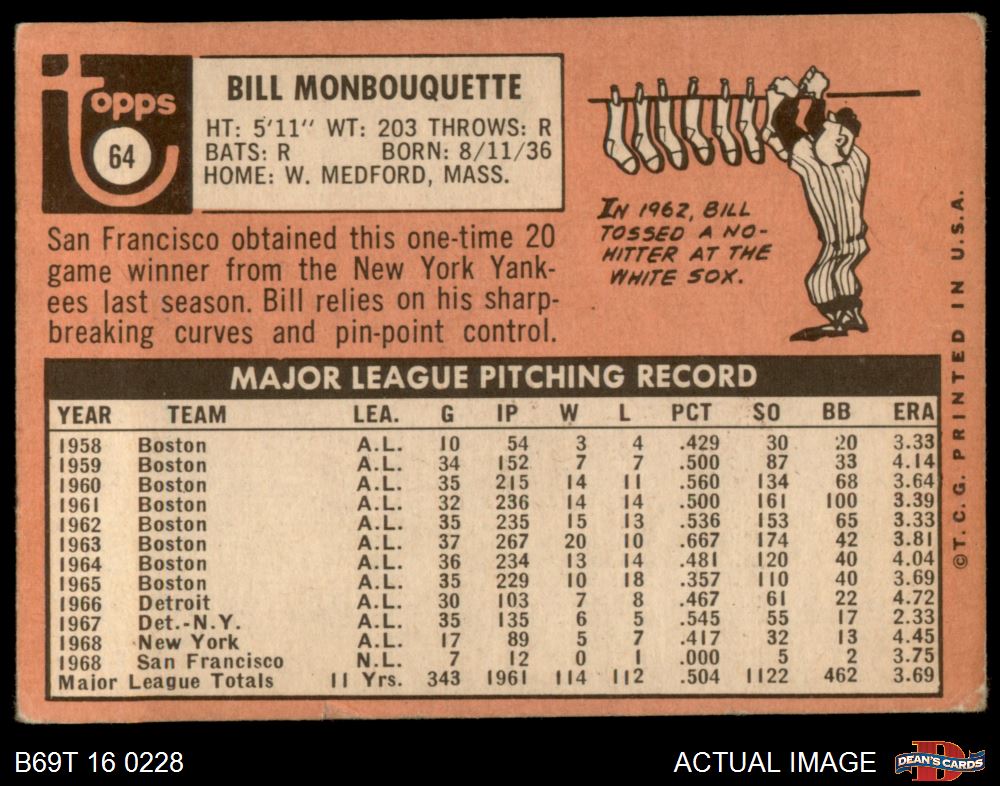 Topps
64
BILL MONBOUQUETTE
HT: 5'11" WT: 203 THROWS: R
BATS: R BORN: 8/11/36
HOME: W. MEDFORD, MASS.
San Francisco obtained this one-time 20
game winner from the New York Yank-
ees last season. Bill relies on his sharp-
breaking curves and pin-point control.
IN 1962, BILL
TOSSED A NO-
HITTER AT THE
WHITE SOX.
MAJOR LEAGUE PITCHING RECORD
YEAR TEAM LEA. G IP W L PCT SO BB ERA
1958 Boston A.L. 10 54 3 4 .429 30 20 3.33
1959 Boston A.L. 34 152 7 7 .500 87 33 4.14
1960 Boston A.L. 35 215 14 11 .560 134 68 3.64
1961 Boston A.L. 32 236 14 14 .500 161 100 3.39
1962 Boston A.L. 35 235 15 13 .536 153 65 3.33
1963 Boston A.L. 37 267 20 10 .667 174 42 3.81
1964 Boston A.L. 36 234 13 14 .481 120 40 4.04
1965 Boston A.L. 35 229 10 18 .357 110 40 3.69
1966 Detroit A.L. 30 103 7 8 .467 61 22 4.72
1967 Det.-N.Y. A.L. 35 135 6 5 .545 55 17 2.33
1968 New York A.L. 17 89 5 7 .417 32 13 4.45
1968 San Francisco N.L. 7 12 0 1 .000 5 2 3.75
Major League Totals 11 Yrs. 343 1961 114 112 .504 1122 462 3.69
©T.C.G. PRINTED IN U.S.A.
B69T 16 0228
ACTUAL IMAGE
D
DEAN'S CARDS